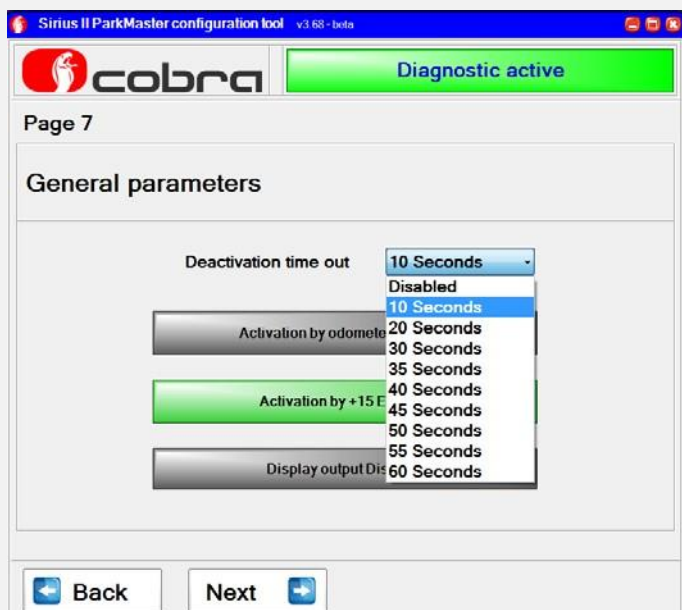 Sirius II ParkMaster configuration tool v3.68 - beta
cobra
Diagnostic active
Page 7
General parameters
Deactivation time out 10 Seconds
Disabled
10 Seconds
Activation by
20 Seconds
30 Seconds
35 Seconds
40 Seconds
Activation by +15 E
45 Seconds
50 Seconds
55 Seconds
Display output Dis
60 Seconds
Back Next